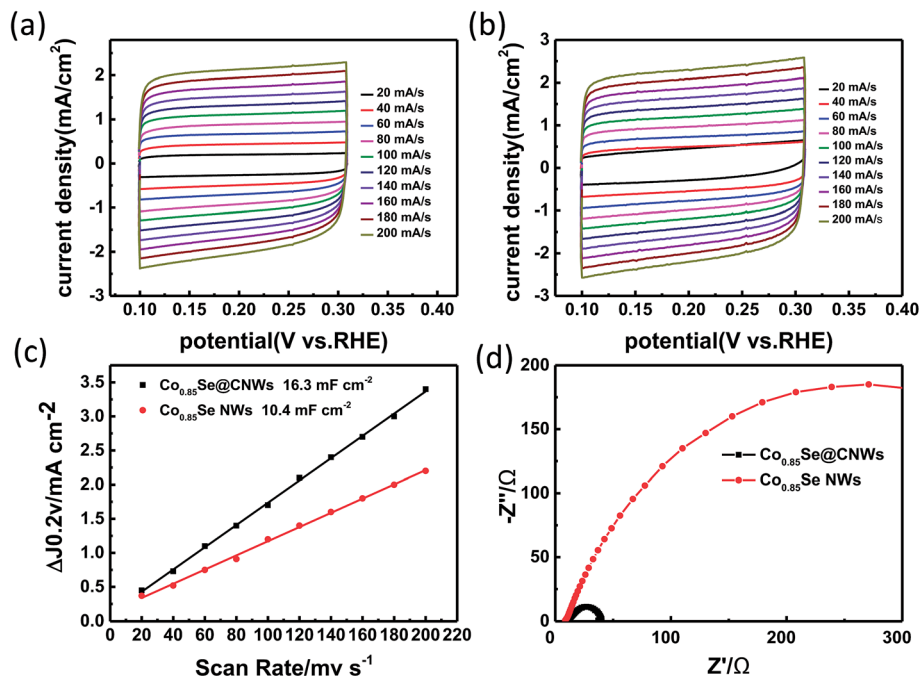 (a)
current density(mA/cm²)
2
1
0
-1
-2
-3
0.10 0.15 0.20 0.25 0.30 0.35 0.40
potential(V vs.RHE)
20 mA/s
40 mA/s
60 mA/s
80 mA/s
100 mA/s
120 mA/s
140 mA/s
160 mA/s
180 mA/s
200 mA/s
(b)
current density(mA/cm²)
3
2
1
0
-1
-2
-3
0.10 0.15 0.20 0.25 0.30 0.35 0.40
potential(V vs.RHE)
20 mA/s
40 mA/s
60 mA/s
80 mA/s
100 mA/s
120 mA/s
140 mA/s
160 mA/s
180 mA/s
200 mA/s
(c)
ΔJ0.2v/mA cm-2
3.5
3.0
2.5
2.0
1.5
1.0
0.5
0.0
0 20 40 60 80 100 120 140 160 180 200 220
Scan Rate/mv s⁻¹
Co₀.₈₅Se@CNWs 16.3 mF cm⁻²
Co₀.₈₅Se NWs 10.4 mF cm⁻²
(d)
-Z''/Ω
200
150
100
50
0
0 100 200 300
Z'/Ω
Co₀.₈₅Se@CNWs
Co₀.₈₅Se NWs